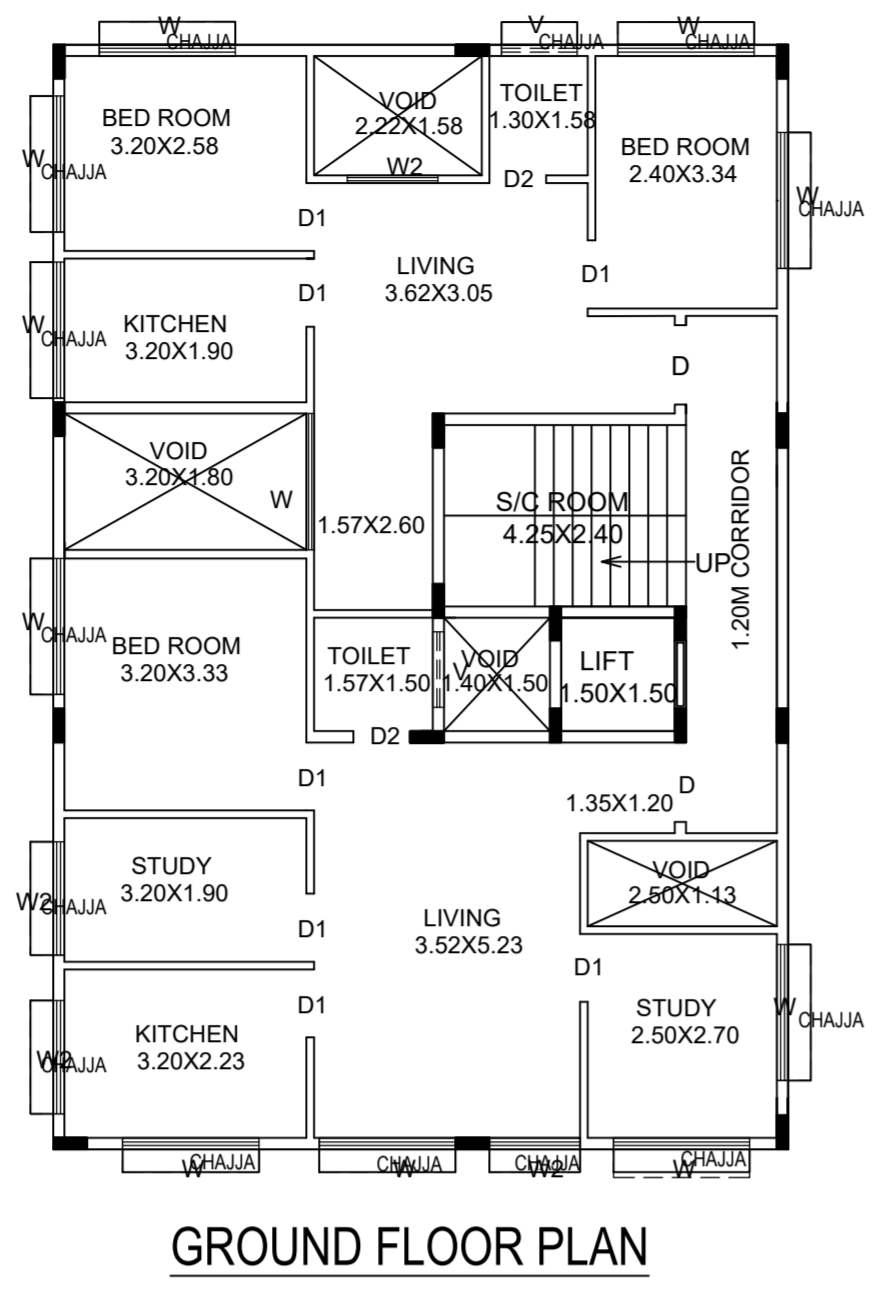 W
CHAJJA
V
CHAJJA
W
CHAJJA
BED ROOM
3.20X2.58
VOID
2.22X1.58
W2
TOILET
1.30X1.58
D2
BED ROOM
2.40X3.34
W
CHAJJA
W
CHAJJA
D1
LIVING
3.62X3.05
D1
D1
KITCHEN
3.20X1.90
W
CHAJJA
D
VOID
3.20X1.80
W
1.57X2.60
S/C ROOM
4.25X2.40
UP
1.20M CORRIDOR
W
CHAJJA
BED ROOM
3.20X3.33
TOILET
1.57X1.50
V
VOID
1.40X1.50
LIFT
1.50X1.50
D2
D1
D
1.35X1.20
STUDY
3.20X1.90
W2
CHAJJA
VOID
2.50X1.13
LIVING
3.52X5.23
D1
D1
D1
STUDY
2.50X2.70
W
CHAJJA
KITCHEN
3.20X2.23
W2
CHAJJA
W
CHAJJA
W
CHAJJA
W2
CHAJJA
W
CHAJJA
GROUND FLOOR PLAN